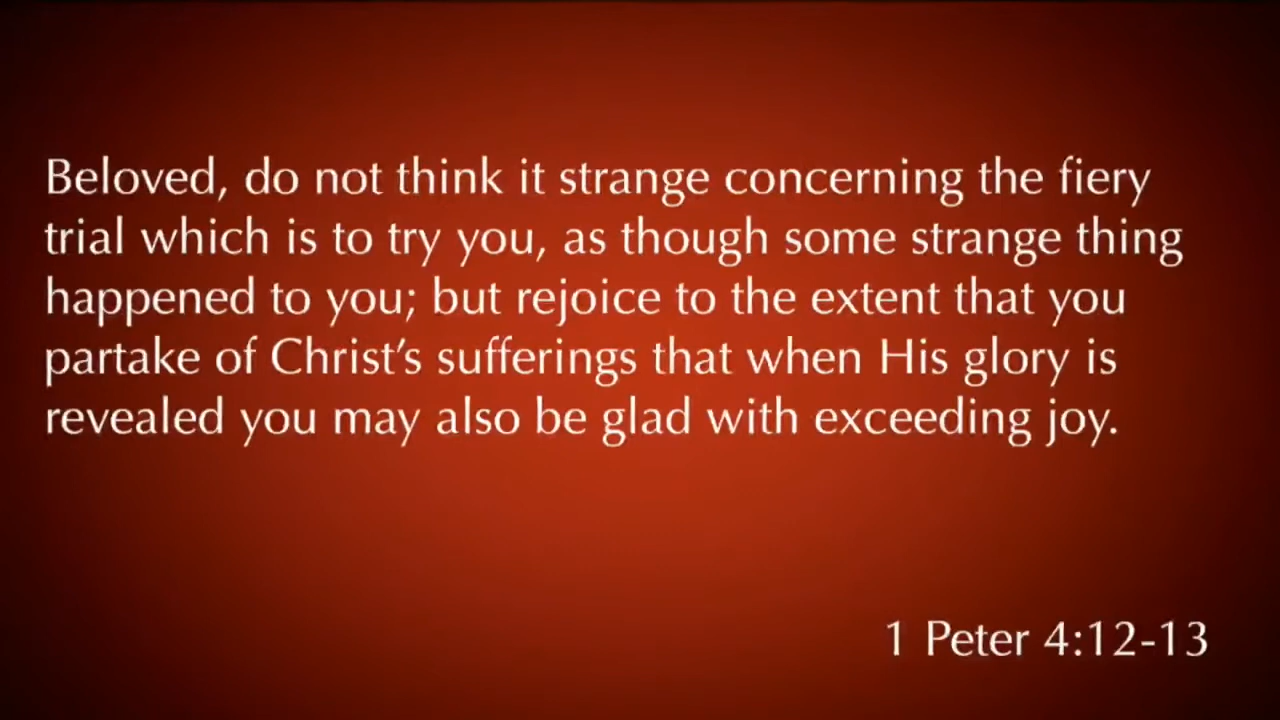 Beloved, do not think it strange concerning the fiery
trial which is to try you, as though some strange thing
happened to you; but rejoice to the extent that you
partake of Christ’s sufferings that when His glory is
revealed you may also be glad with exceeding joy.
1 Peter 4:12-13